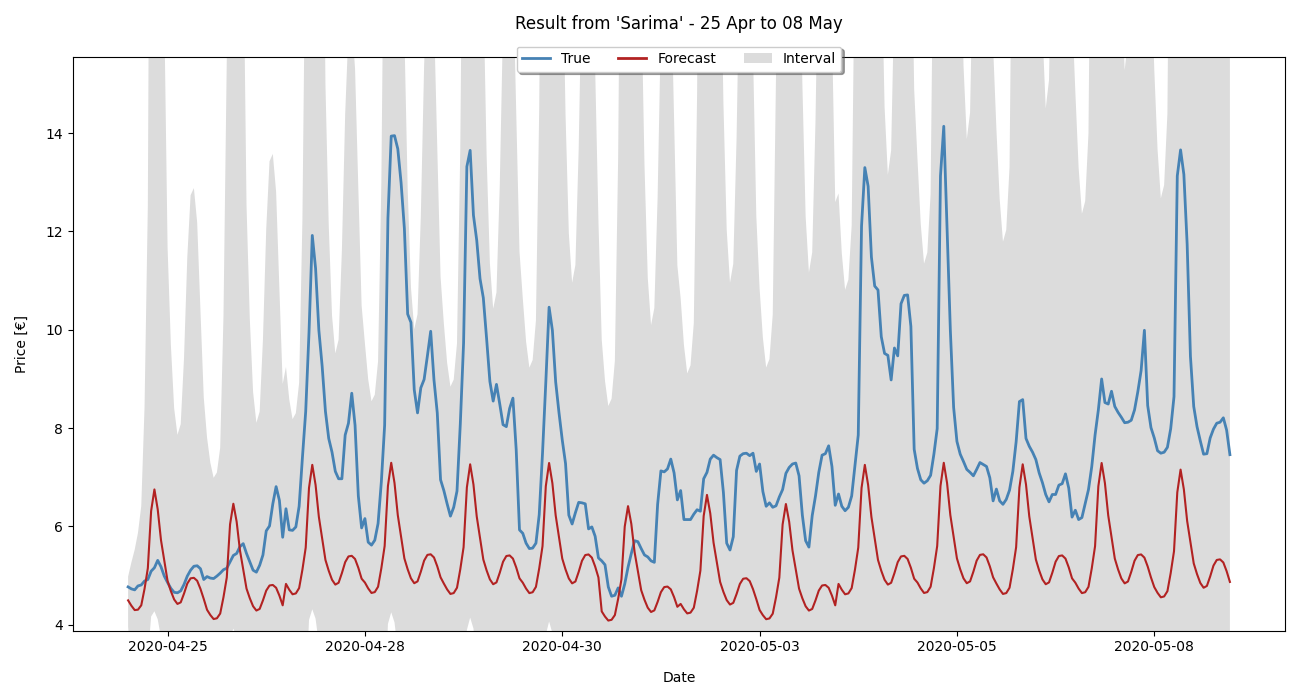 Result from 'Sarima' - 25 Apr to 08 May
True Forecast Interval
14
12
10
8
6
4
Price [€]
2020-04-25 2020-04-28 2020-04-30 2020-05-03 2020-05-05 2020-05-08
Date